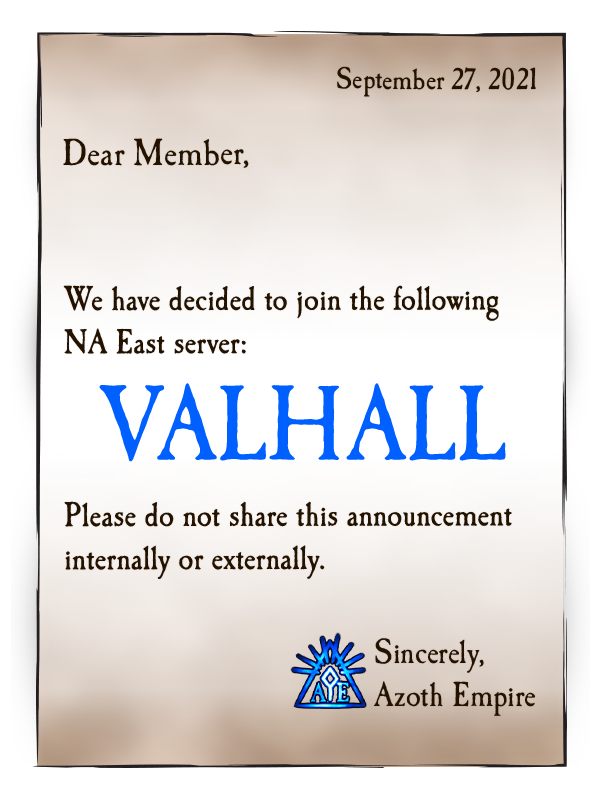 September 27, 2021
Dear Member,
We have decided to join the following
NA East server:
VALHALL
Please do not share this announcement
internally or externally.
Sincerely,
AE
Azoth Empire